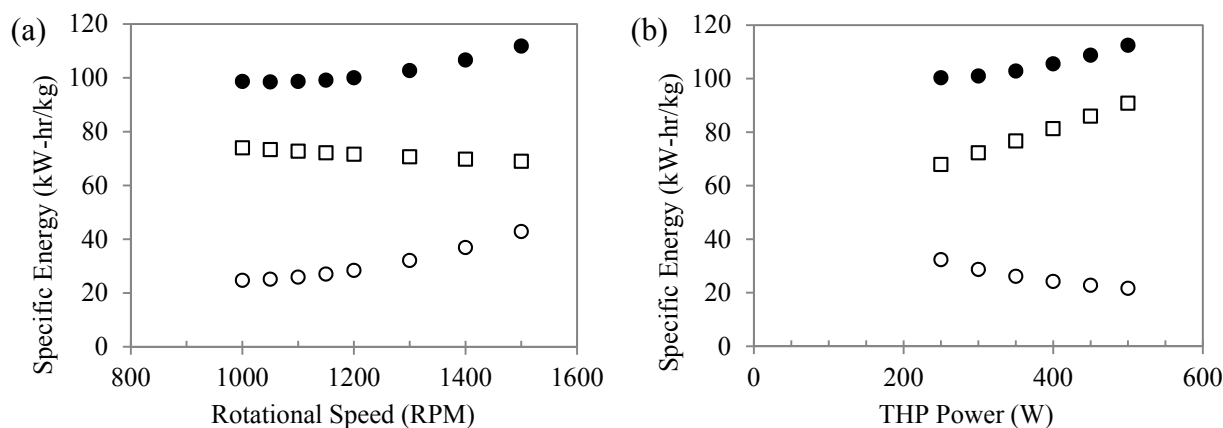 (a)
Specific Energy (kW-hr/kg)
120
100
80
60
40
20
0
800 1000 1200 1400 1600
Rotational Speed (RPM)
(b)
Specific Energy (kW-hr/kg)
120
100
80
60
40
20
0
0 200 400 600
THP Power (W)